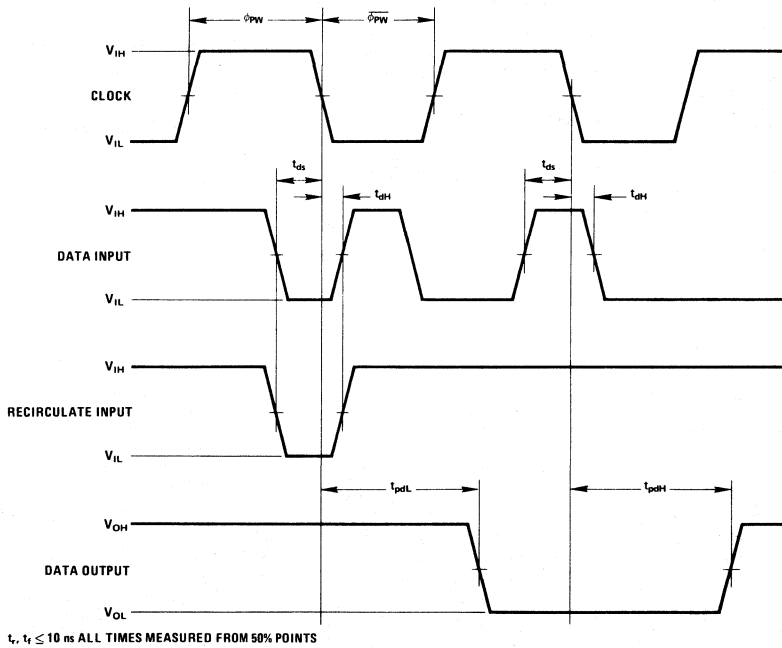 ϕPW
ϕPW
VIH
CLOCK
VIL
tds
tdH
tds
tdH
VIH
DATA INPUT
VIL
VIH
RECIRCULATE INPUT
VIL
tpdL
tpdH
VOH
DATA OUTPUT
VOL
tr, tf ≤ 10 ns ALL TIMES MEASURED FROM 50% POINTS